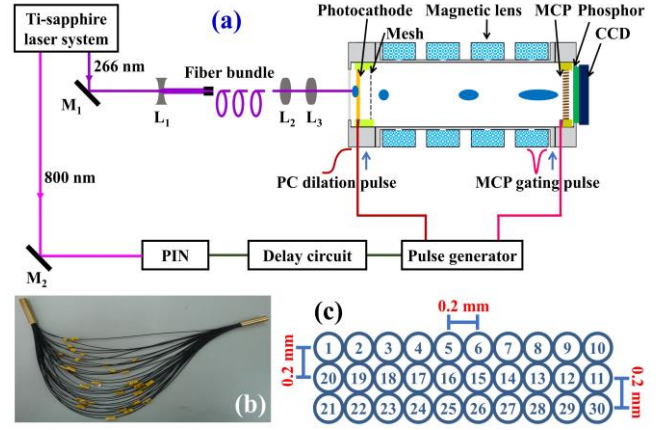 Ti-sapphire
laser system
(a)
Photocathode
Mesh
Magnetic lens
MCP
Phosphor
CCD
266 nm
Fiber bundle
M1
L1
L2
L3
800 nm
PC dilation pulse
MCP gating pulse
M2
PIN
Delay circuit
Pulse generator
(b)
(c)
0.2 mm
0.2 mm
0.2 mm
1 2 3 4 5 6 7 8 9 10
20 19 18 17 16 15 14 13 12 11
21 22 23 24 25 26 27 28 29 30